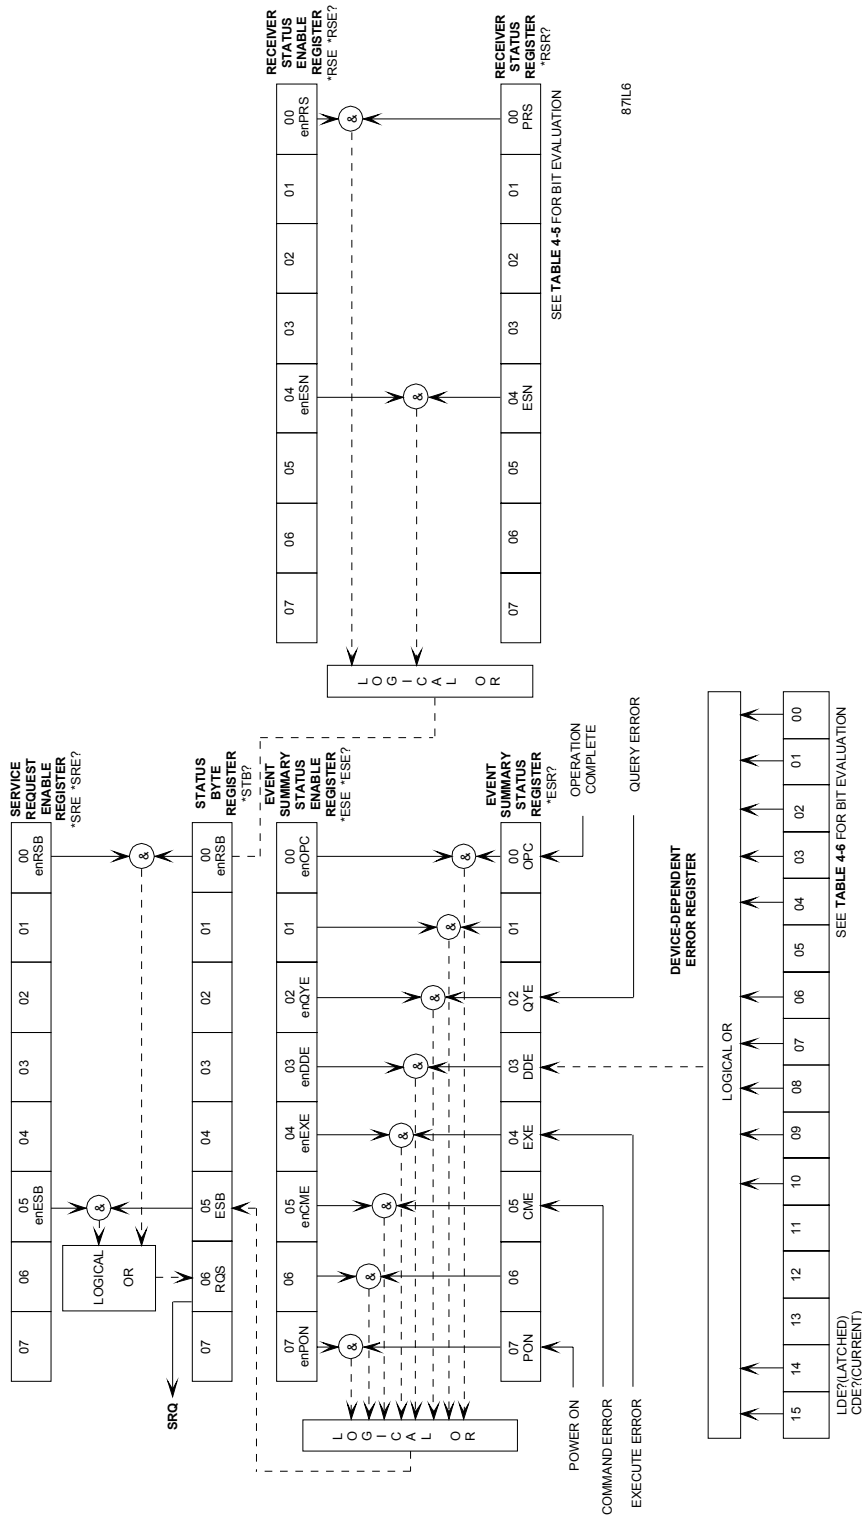 SERVICE
REQUEST
ENABLE
REGISTER
*SRE *SRE?
07
06
05
enESB
04
03
02
01
00
enRSB
&
&
LOGICAL
OR
SRQ
STATUS
BYTE
REGISTER
*STB?
07
06
RQS
05
ESB
04
03
02
01
00
enRSB
EVENT
SUMMARY
STATUS
ENABLE
REGISTER
*ESE *ESE?
07
enPON
06
05
enCME
04
enEXE
03
enDDE
02
enQYE
01
00
enOPC
&
&
&
&
&
&
&
&
LOGICAL OR
EVENT
SUMMARY
STATUS
REGISTER
*ESR?
07
PON
06
05
CME
04
EXE
03
DDE
02
QYE
01
00
OPC
POWER ON
COMMAND ERROR
EXECUTE ERROR
OPERATION
COMPLETE
QUERY ERROR
RECEIVER
STATUS
ENABLE
REGISTER
*RSE *RSE?
07
06
05
04
enESN
03
02
01
00
enPRS
&
&
LOGICAL OR
RECEIVER
STATUS
REGISTER
*RSR?
07
06
05
04
ESN
03
02
01
00
PRS
SEE TABLE 4-5 FOR BIT EVALUATION
87IL6
DEVICE-DEPENDENT
ERROR REGISTER
LOGICAL OR
15
14
13
12
11
10
09
08
07
06
05
04
03
02
01
00
LDE?(LATCHED)
CDE?(CURRENT)
SEE TABLE 4-6 FOR BIT EVALUATION